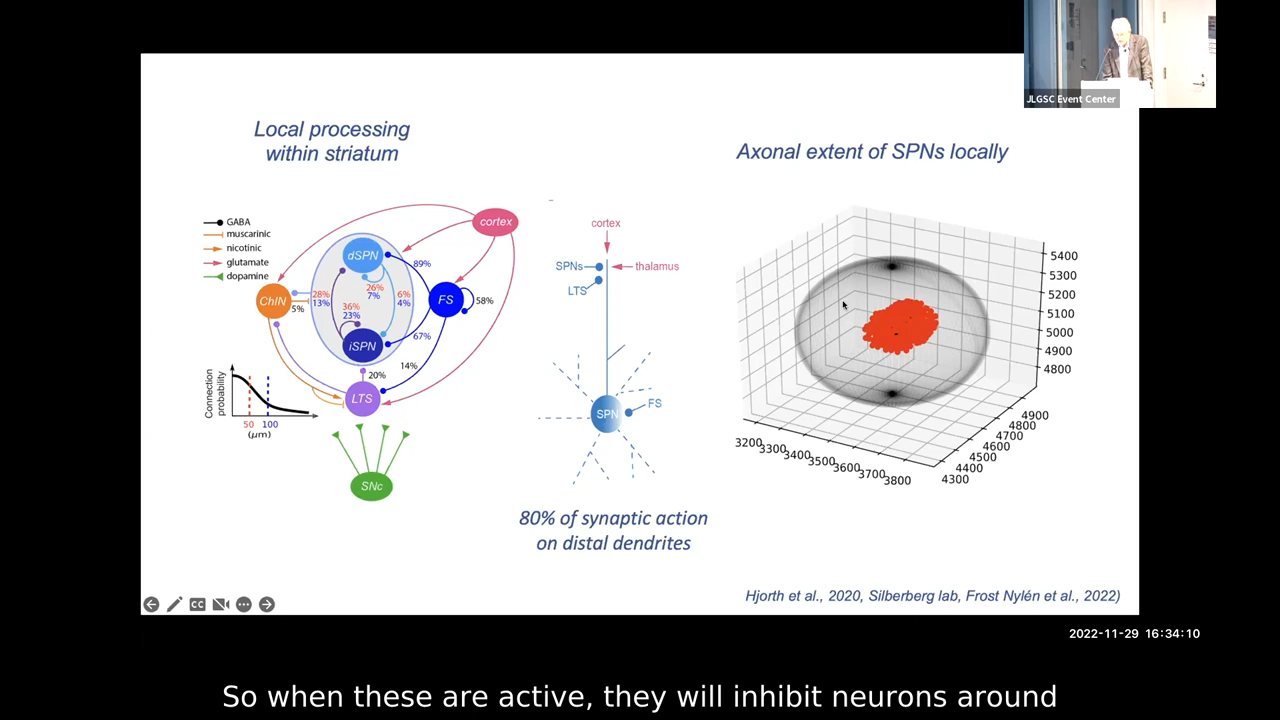 JLGSC Event Center
Local processing
within striatum
Axonal extent of SPNs locally
GABA
muscarinic
nicotinic
glutamate
dopamine
cortex
dSPN
89%
26%
7%
6%
4%
28%
13%
ChIN
5%
FS
58%
36%
23%
iSPN
67%
14%
20%
LTS
Connection
probability
50 100
(μm)
SNc
cortex
SPNs
thalamus
LTS
SPN
FS
80% of synaptic action
on distal dendrites
5400
5300
5200
5100
5000
4900
4800
3200
3300
3400
3500
3600
3700
3800
4900
4800
4700
4600
4500
4400
4300
Hjorth et al., 2020, Silberberg lab, Frost Nylén et al., 2022)
CC
2022-11-29 16:34:10
So when these are active, they will inhibit neurons around